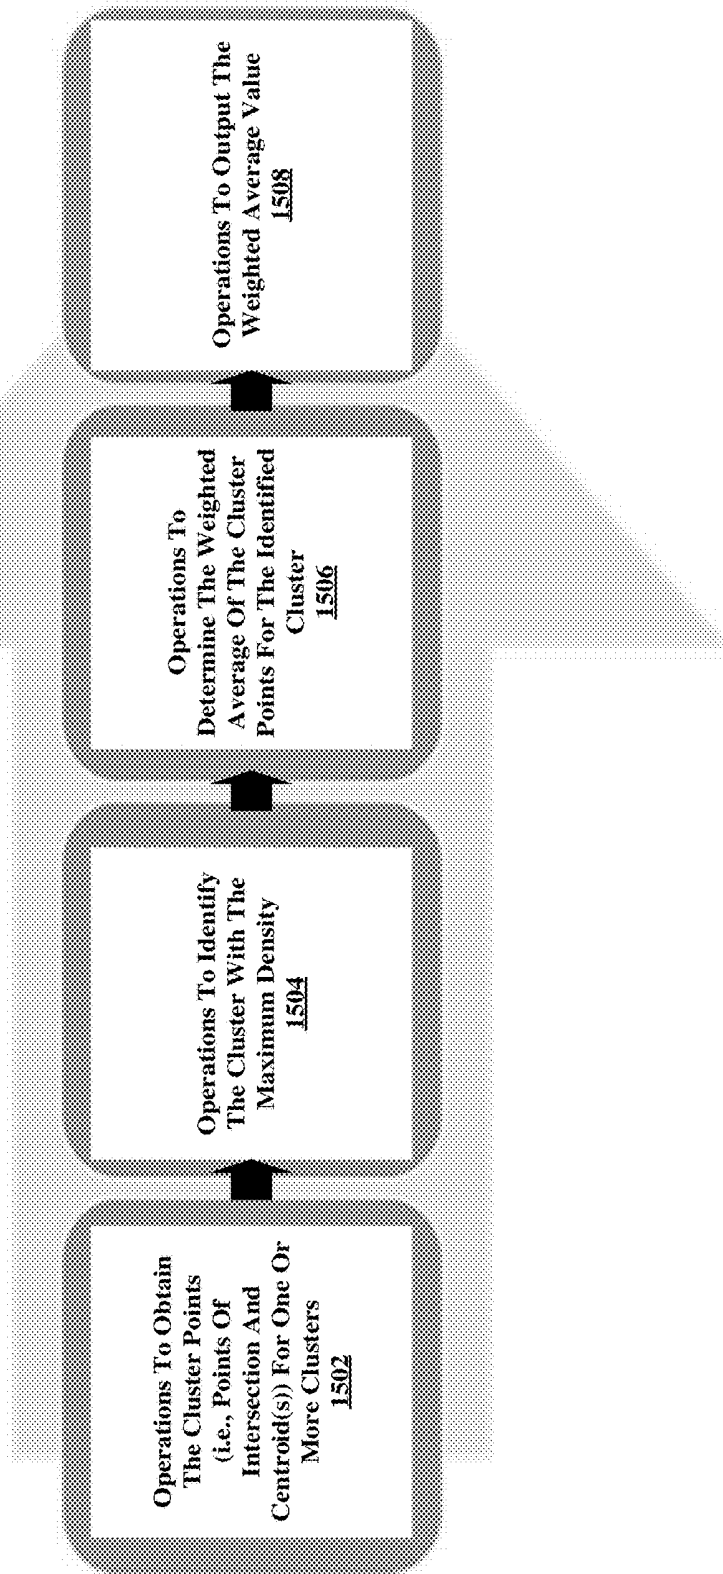 Operations To Obtain
The Cluster Points
(i.e., Points Of
Intersection And
Centroid(s)) For One Or
More Clusters
1502
Operations To Identify
The Cluster With The
Maximum Density
1504
Operations To
Determine The Weighted
Average Of The Cluster
Points For The Identified
Cluster
1506
Operations To Output The
Weighted Average Value
1508